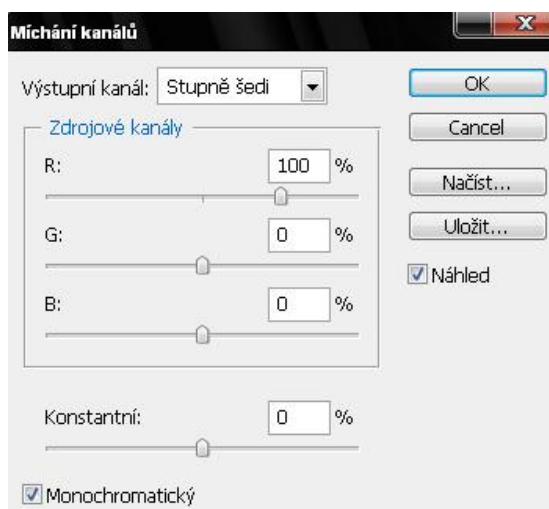 Míchání kanálů
Výstupní kanál: Stupně šedi
OK
Zdrojové kanály
Cancel
R: 100 %
Načíst...
G: 0 %
Uložit...
Náhled
B: 0 %
Konstantní: 0 %
Monochromatický